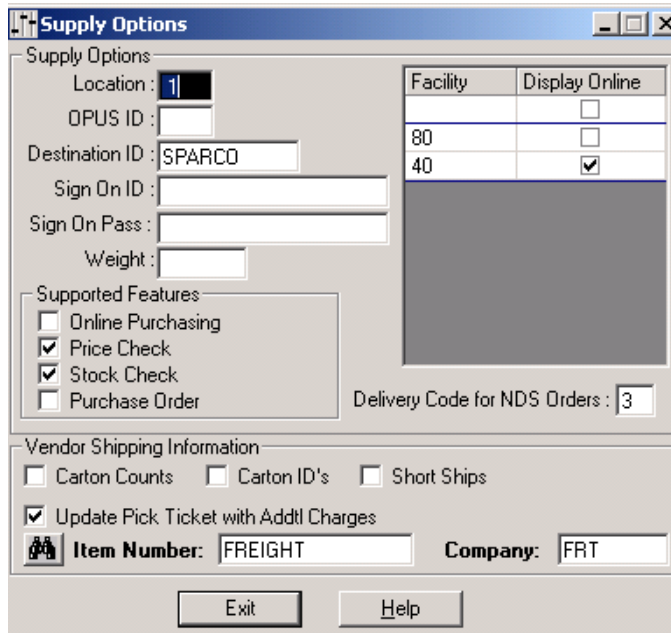 Supply Options
Supply Options
Location : 1
OPUS ID :
Destination ID : SPARCO
Sign On ID :
Sign On Pass :
Weight :
Facility Display Online
80
40
Supported Features
Online Purchasing
Price Check
Stock Check
Purchase Order
Delivery Code for NDS Orders : 3
Vendor Shipping Information
Carton Counts Carton ID's Short Ships
Update Pick Ticket with Addtl Charges
Item Number: FREIGHT Company: FRT
Exit Help